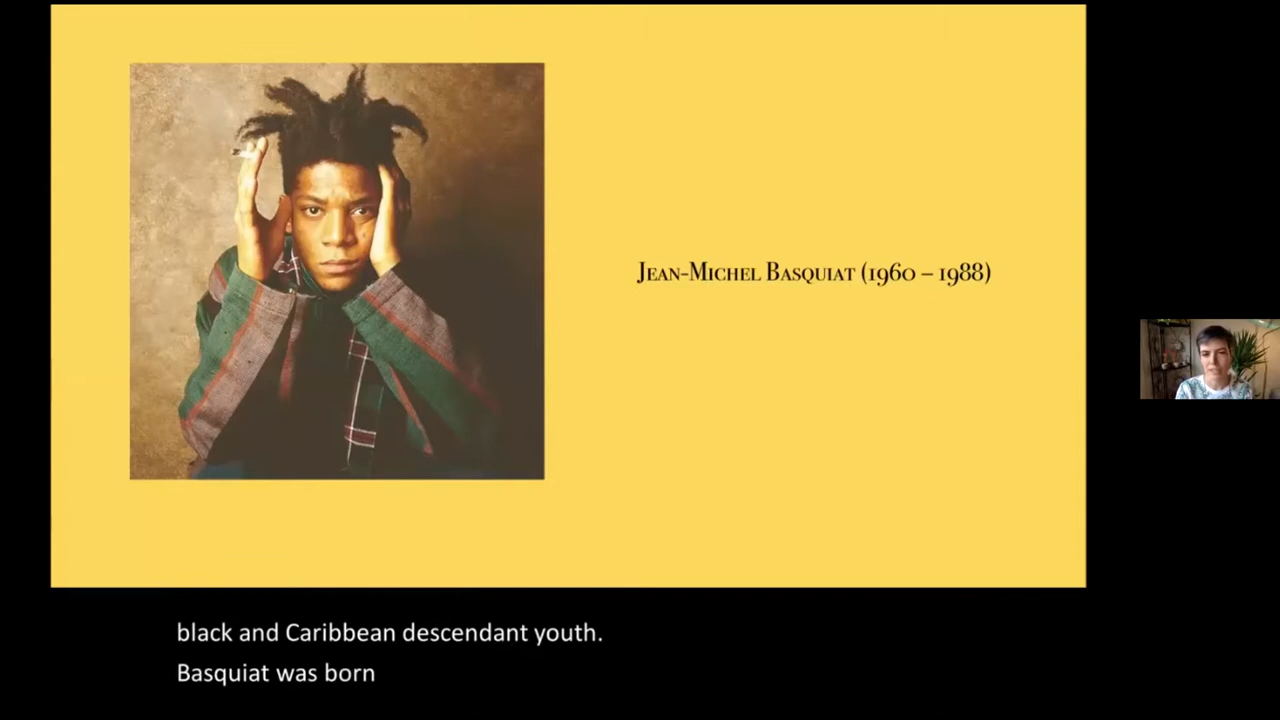 Jean-Michel Basquiat (1960 – 1988)
black and Caribbean descendant youth.
Basquiat was born